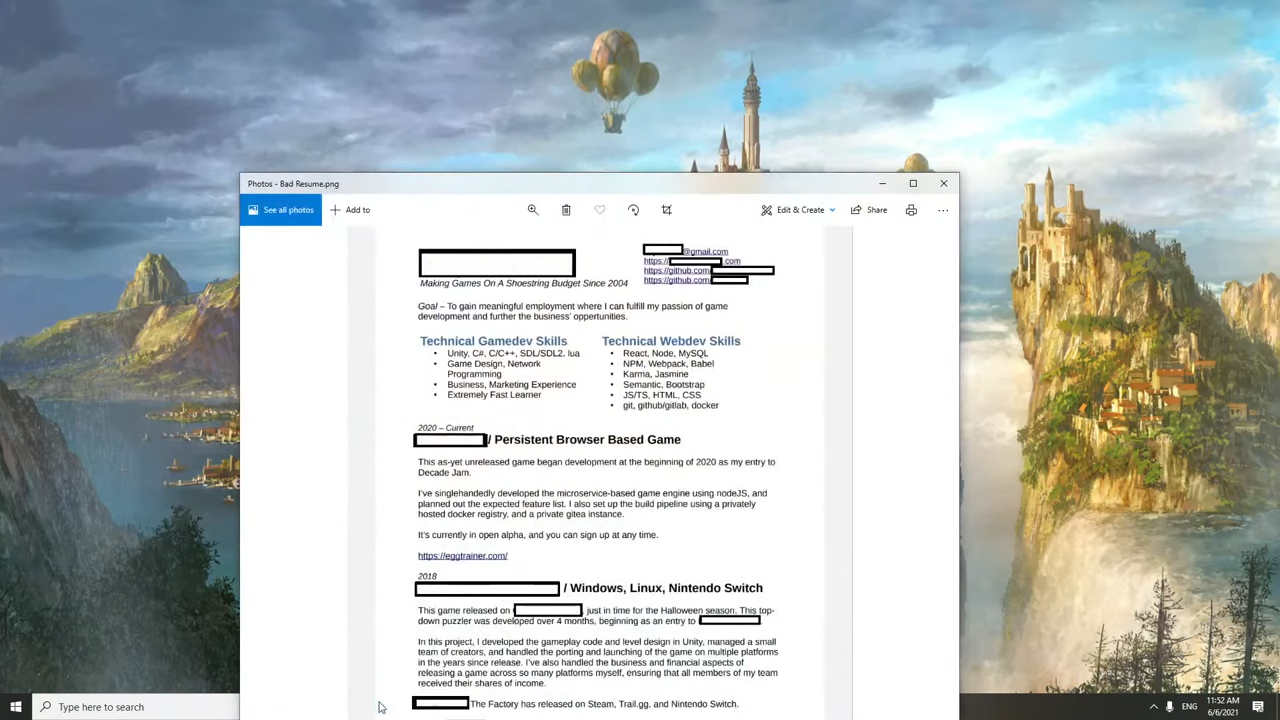 Photos - Bad Resume.png
See all photos
Add to
Edit & Create
Share
@gmail.com
https:// .com
https://github.com/
https://github.com/
Making Games On A Shoestring Budget Since 2004
Goal – To gain meaningful employment where I can fulfill my passion of game
development and further the business' opportunities.
Technical Gamedev Skills
• Unity, C#, C/C++, SDL/SDL2, lua
• Game Design, Network
Programming
• Business, Marketing Experience
• Extremely Fast Learner
Technical Webdev Skills
• React, Node, MySQL
• NPM, Webpack, Babel
• Karma, Jasmine
• Semantic, Bootstrap
• JS/TS, HTML, CSS
• git, github/gitlab, docker
2020 – Current
/ Persistent Browser Based Game
This as-yet unreleased game began development at the beginning of 2020 as my entry to
Decade Jam.
I've singlehandedly developed the microservice-based game engine using nodeJS, and
planned out the expected feature list. I also set up the build pipeline using a privately
hosted docker registry, and a private gitea instance.
It's currently in open alpha, and you can sign up at any time.
https://eggtrainer.com/
2018
/ Windows, Linux, Nintendo Switch
This game released on , just in time for the Halloween season. This top-
down puzzler was developed over 4 months, beginning as an entry to
In this project, I developed the gameplay code and level design in Unity, managed a small
team of creators, and handled the porting and launching of the game on multiple platforms
in the years since release. I've also handled the business and financial aspects of
releasing a game across so many platforms myself, ensuring that all members of my team
received their shares of income.
The Factory has released on Steam, Trail.gg, and Nintendo Switch.
Type here to search
ENG
11:52 AM
6/6/2021